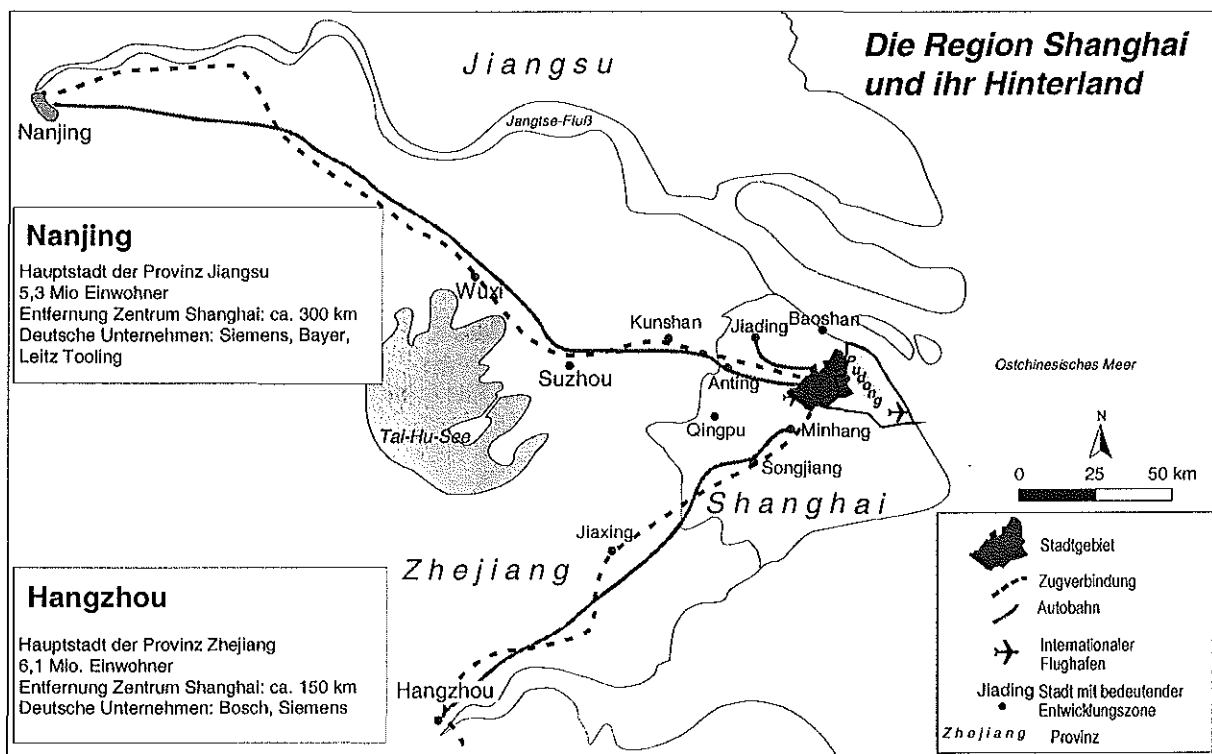 Die Region Shanghai
und ihr Hinterland
Jiangsu
Jangtse-Fluß
Nanjing
Nanjing
Hauptstadt der Provinz Jiangsu
5,3 Mio Einwohner
Entfernung Zentrum Shanghai: ca. 300 km
Deutsche Unternehmen: Siemens, Bayer,
Leitz Tooling
Wuxi
Kunshan
Jiading
Baoshan
Pudong
Ostchinesisches Meer
Suzhou
Anting
Tai-Hu-See
Qingpu
Minhang
Songjiang
Shanghai
N
0 25 50 km
Jiaxing
Zhejiang
Hangzhou
Hauptstadt der Provinz Zhejiang
6,1 Mio. Einwohner
Entfernung Zentrum Shanghai: ca. 150 km
Deutsche Unternehmen: Bosch, Siemens
Hangzhou
Stadtgebiet
Zugverbindung
Autobahn
Internationaler
Flughafen
Jiading Stadt mit bedeutender
Entwicklungszone
Zhejiang Provinz